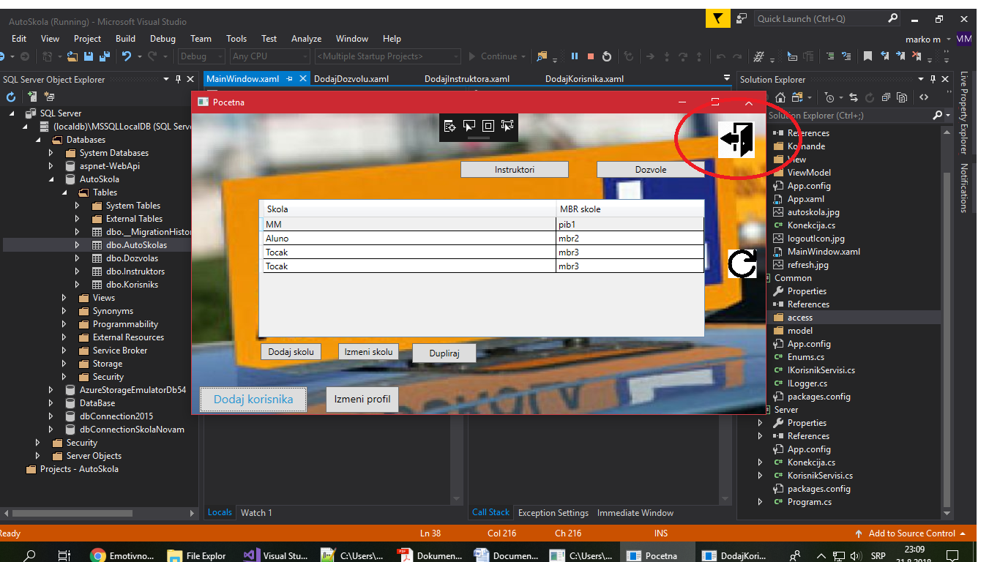 AutoSkola (Running) - Microsoft Visual Studio
Quick Launch (Ctrl+Q)
Edit View Project Build Debug Team Tools Test Analyze Window Help
marko m MM
Debug Any CPU <Multiple Startup Projects> Continue
SQL Server Object Explorer
MainWindow.xaml DodajDozvolu.xaml DodajInstruktora.xaml DodajKorisnika.xaml
Solution Explorer
Live Property Explorer
Notifications
SQL Server
(localdb)\MSSQLLocalDB (SQL Serv
Databases
System Databases
aspnet-WebApi
AutoSkola
Tables
System Tables
External Tables
dbo.__MigrationHistor
dbo.AutoSkolas
dbo.Dozvolas
dbo.Instruktors
dbo.Korisniks
Views
Synonyms
Programmability
External Resources
Service Broker
Storage
Security
AzureStorageEmulatorDb54
DataBase
dbConnection2015
dbConnectionSkolaNovam
Security
Server Objects
Projects - AutoSkola
Pocetna
Instruktori Dozvole
Skola MBR skole
MM pib1
Aluno mbr2
Tocak mbr3
Tocak mbr3
Dodaj skolu Izmeni skolu Dupliraj
Dodaj korisnika Izmeni profil
Solution Explorer (Ctrl+;)
References
Komande
View
ViewModel
App.config
App.xaml
autoskola.jpg
Konekcija.cs
logoutIcon.jpg
MainWindow.xaml
refresh.jpg
Common
Properties
References
access
model
App.config
Enums.cs
IKorisnikServisi.cs
ILogger.cs
packages.config
Server
Properties
References
App.config
Konekcija.cs
KorisnikServisi.cs
packages.config
Program.cs
Locals Watch 1
Call Stack Exception Settings Immediate Window
Ready Ln 38 Col 216 Ch 216 INS Add to Source Control
Emotivno... File Explor Visual Stu... C:\Users\... Dokumen... Documen... C:\Users\... Pocetna DodajKori... SRP 23:09
21.8.2018.